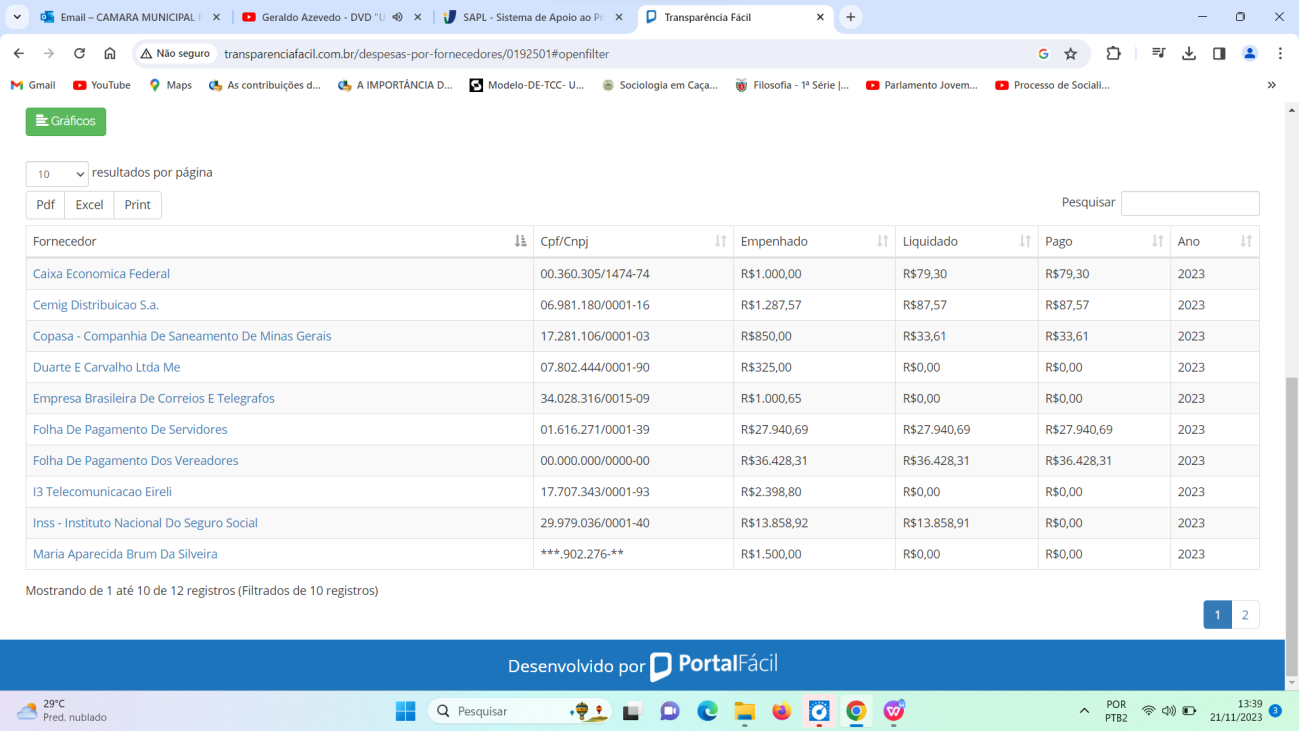 Email – CAMARA MUNICIPAL
Geraldo Azevedo - DVD "U
SAPL - Sistema de Apoio ao Pr
Transparência Fácil
Não seguro
transparenciafacil.com.br/despesas-por-fornecedores/0192501#openfilter
Gmail
YouTube
Maps
As contribuições d...
A IMPORTÂNCIA D...
Modelo-DE-TCC- U...
Sociologia em Caça...
Filosofia - 1ª Série |...
Parlamento Jovem...
Processo de Sociali...
Gráficos
10 resultados por página
Pdf Excel Print
Pesquisar
Fornecedor Cpf/Cnpj Empenhado Liquidado Pago Ano
Caixa Economica Federal 00.360.305/1474-74 R$1.000,00 R$79,30 R$79,30 2023
Cemig Distribuicao S.a. 06.981.180/0001-16 R$1.287,57 R$87,57 R$87,57 2023
Copasa - Companhia De Saneamento De Minas Gerais 17.281.106/0001-03 R$850,00 R$33,61 R$33,61 2023
Duarte E Carvalho Ltda Me 07.802.444/0001-90 R$325,00 R$0,00 R$0,00 2023
Empresa Brasileira De Correios E Telegrafos 34.028.316/0015-09 R$1.000,65 R$0,00 R$0,00 2023
Folha De Pagamento De Servidores 01.616.271/0001-39 R$27.940,69 R$27.940,69 R$27.940,69 2023
Folha De Pagamento Dos Vereadores 00.000.000/0000-00 R$36.428,31 R$36.428,31 R$36.428,31 2023
I3 Telecomunicacao Eireli 17.707.343/0001-93 R$2.398,80 R$0,00 R$0,00 2023
Inss - Instituto Nacional Do Seguro Social 29.979.036/0001-40 R$13.858,92 R$13.858,91 R$0,00 2023
Maria Aparecida Brum Da Silveira ***.902.276-** R$1.500,00 R$0,00 R$0,00 2023
Mostrando de 1 até 10 de 12 registros (Filtrados de 10 registros)
1 2
Desenvolvido por PortalFácil
29°C
Pred. nublado
Pesquisar
POR
PTB2
13:39
21/11/2023
3